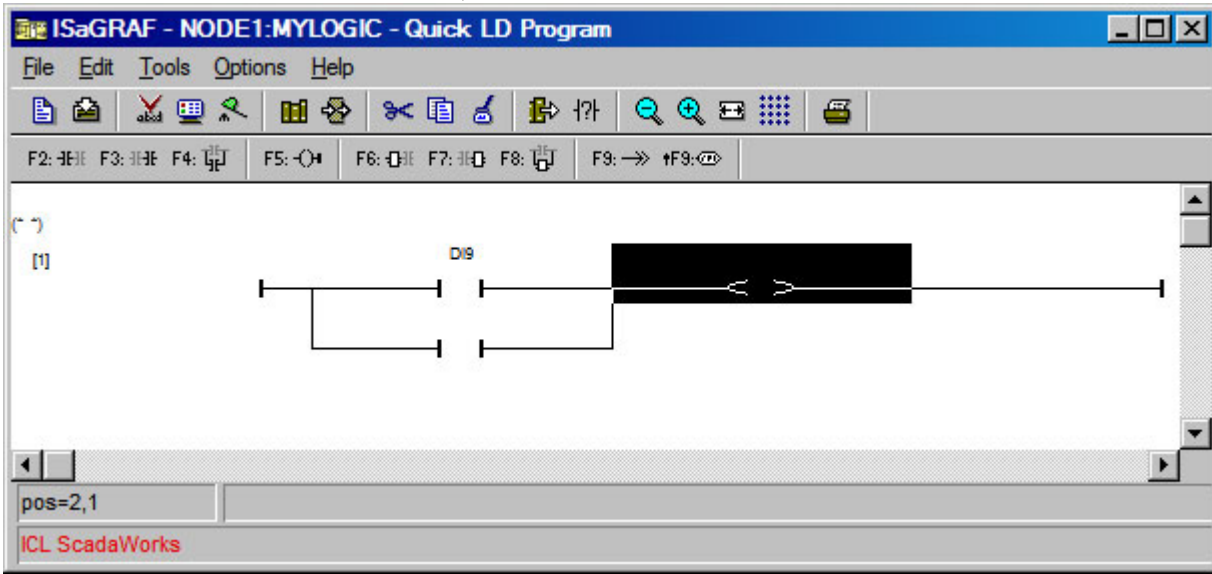 ISaGRAF - NODE1:MYLOGIC - Quick LD Program
File Edit Tools Options Help
F2: F3: F4: F5: F6: F7: F8: F9: F9:
(* *)
[1]
DI9
pos=2,1
ICL ScadaWorks